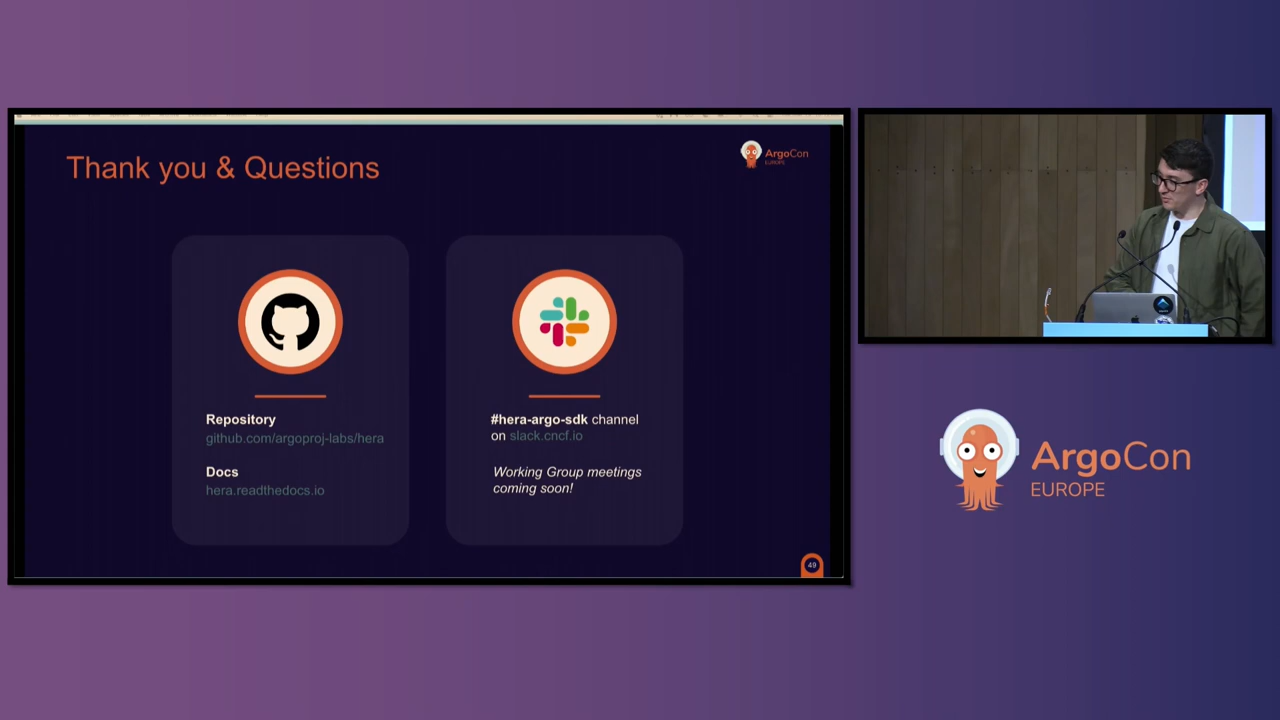 Thank you & Questions
ArgoCon
EUROPE
Repository
github.com/argoproj-labs/hera
Docs
hera.readthedocs.io
#hera-argo-sdk channel
on slack.cncf.io
Working Group meetings
coming soon!
49
ArgoCon
EUROPE